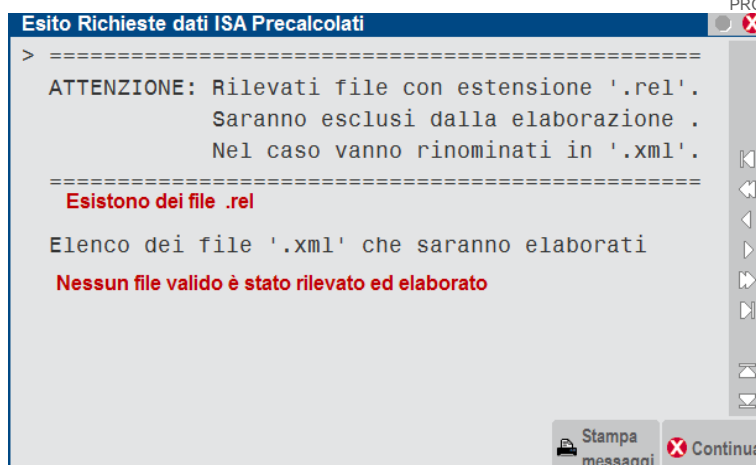 PRO
Esito Richieste dati ISA Precalcolati
> ================================================
ATTENZIONE: Rilevati file con estensione '.rel'.
Saranno esclusi dalla elaborazione .
Nel caso vanno rinominati in '.xml'.
================================================
Esistono dei file .rel
Elenco dei file '.xml' che saranno elaborati
Nessun file valido è stato rilevato ed elaborato
Stampa
messaggi
Continua